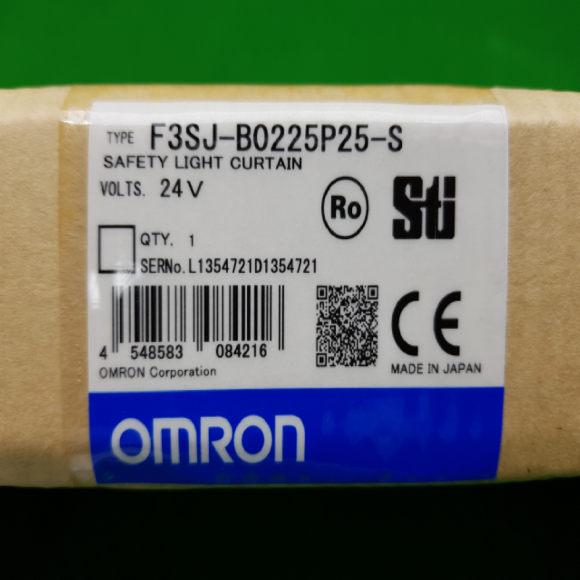 TYPE F3SJ-B0225P25-S
SAFETY LIGHT CURTAIN
VOLTS. 24V
Ro
Sti
QTY. 1
SERNo. L1354721D1354721
4 548583 084216
CE
OMRON Corporation
MADE IN JAPAN
OMRON